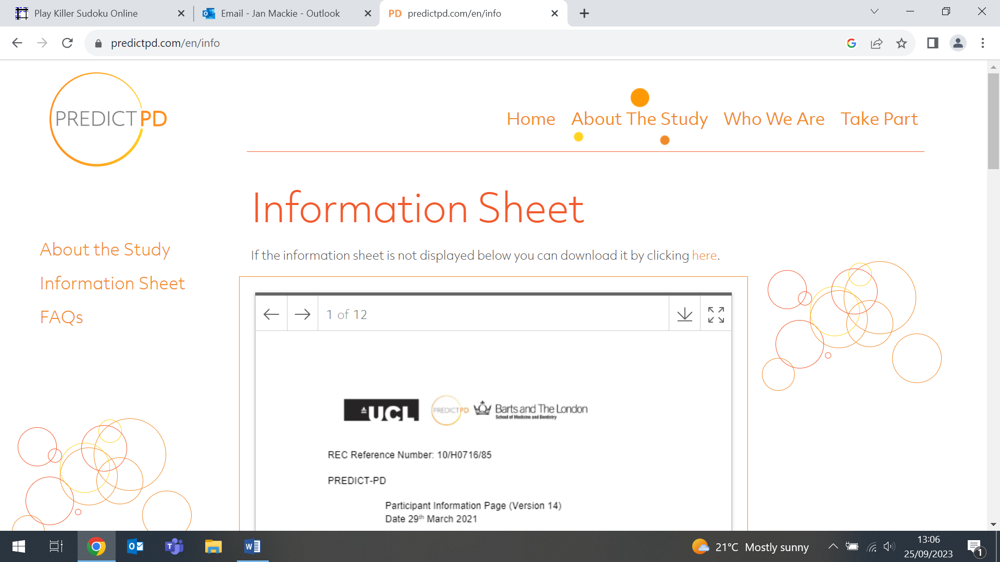 Play Killer Sudoku Online
Email - Jan Mackie - Outlook
PD predictpd.com/en/info
predictpd.com/en/info
PREDICT PD
Home About The Study Who We Are Take Part
Information Sheet
About the Study
Information Sheet
FAQs
If the information sheet is not displayed below you can download it by clicking here.
1 of 12
UCL
PREDICTPD
Barts and The London
School of Medicine and Dentistry
REC Reference Number: 10/H0716/85
PREDICT-PD
Participant Information Page (Version 14)
Date 29th March 2021
21°C Mostly sunny
13:06
25/09/2023
1